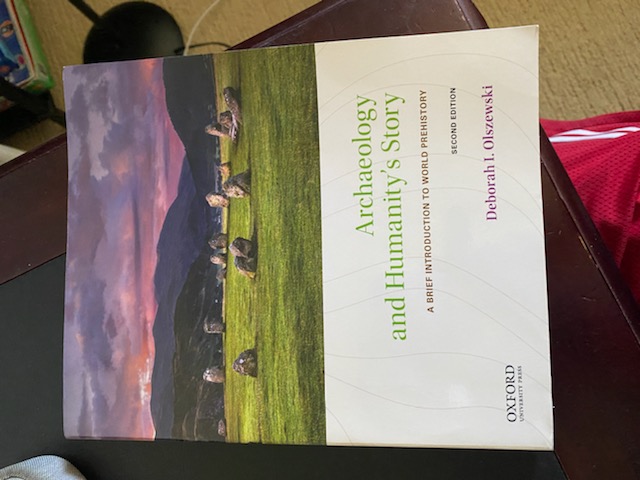 Archaeology
and Humanity's Story
A BRIEF INTRODUCTION TO WORLD PREHISTORY
SECOND EDITION
Deborah I. Olszewski
OXFORD
UNIVERSITY PRESS